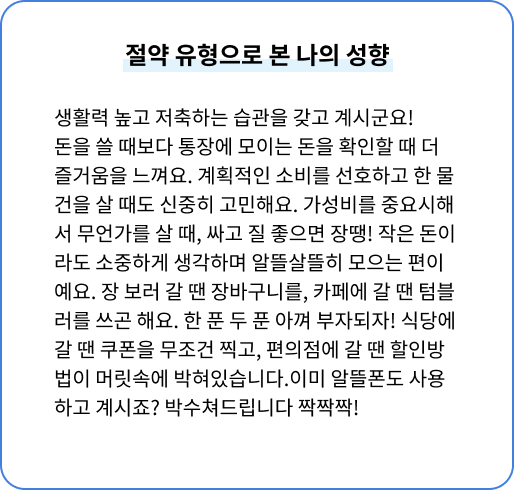 절약 유형으로 본 나의 성향
생활력 높고 저축하는 습관을 갖고 계시군요!
돈을 쓸 때보다 통장에 모이는 돈을 확인할 때 더
즐거움을 느껴요. 계획적인 소비를 선호하고 한 물
건을 살 때도 신중히 고민해요. 가성비를 중요시해
서 무언가를 살 때, 싸고 질 좋으면 장땡! 작은 돈이
라도 소중하게 생각하며 알뜰살뜰히 모으는 편이
예요. 장 보러 갈 땐 장바구니를, 카페에 갈 땐 텀블
러를 쓰곤 해요. 한 푼 두 푼 아껴 부자되자! 식당에
갈 땐 쿠폰을 무조건 찍고, 편의점에 갈 땐 할인방
법이 머릿속에 박혀있습니다.이미 알뜰폰도 사용
하고 계시죠? 박수쳐드립니다 짝짝짝!